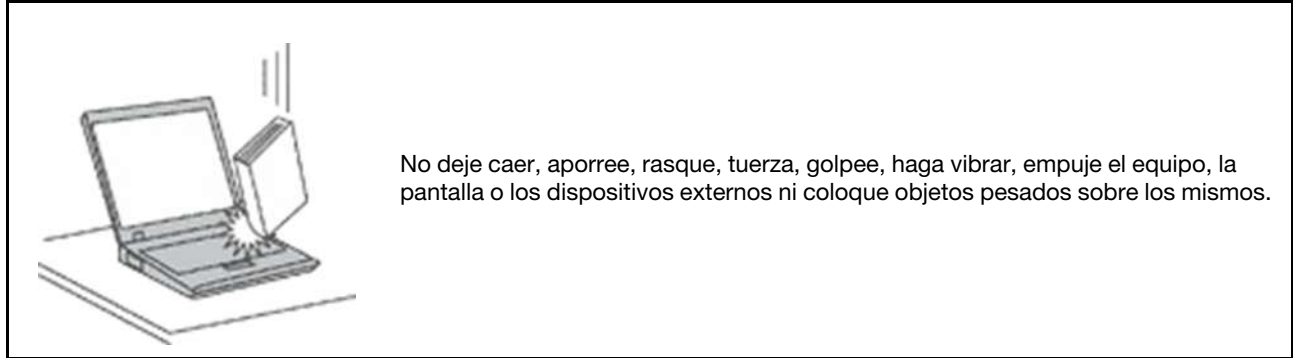 No deje caer, aporree, rasque, tuerza, golpee, haga vibrar, empuje el equipo, la
pantalla o los dispositivos externos ni coloque objetos pesados sobre los mismos.